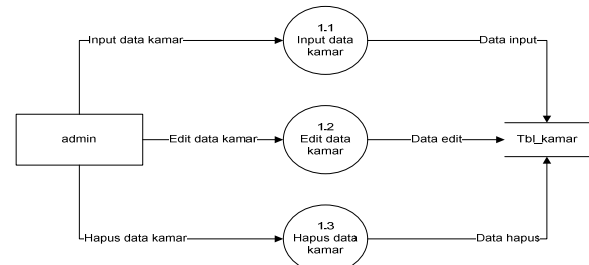 1.1
Input data kamar
Input data
kamar
Data input
admin
Edit data kamar
1.2
Edit data
kamar
Data edit
Tbl_kamar
Hapus data kamar
1.3
Hapus data
kamar
Data hapus